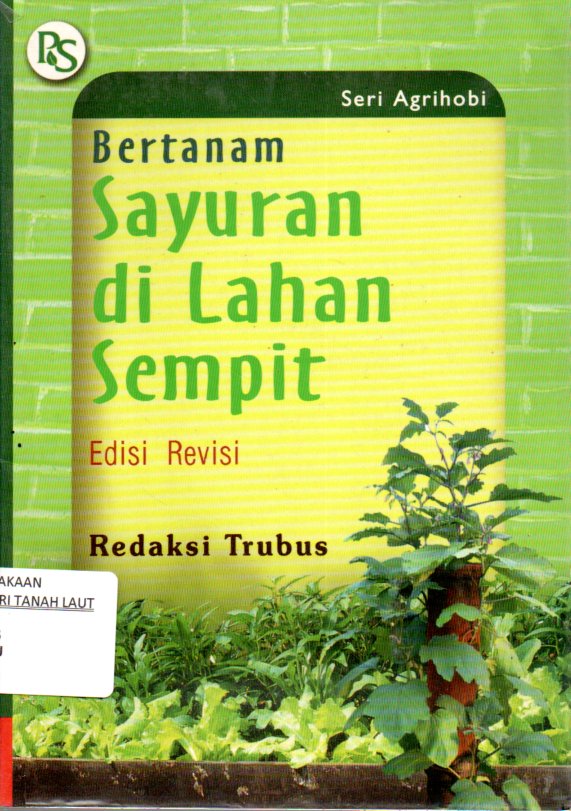 PS
Seri Agrihobi
Bertanam
Sayuran
di Lahan
Sempit
Edisi Revisi
Redaksi Trubus
AKAAN
RI TANAH LAUT